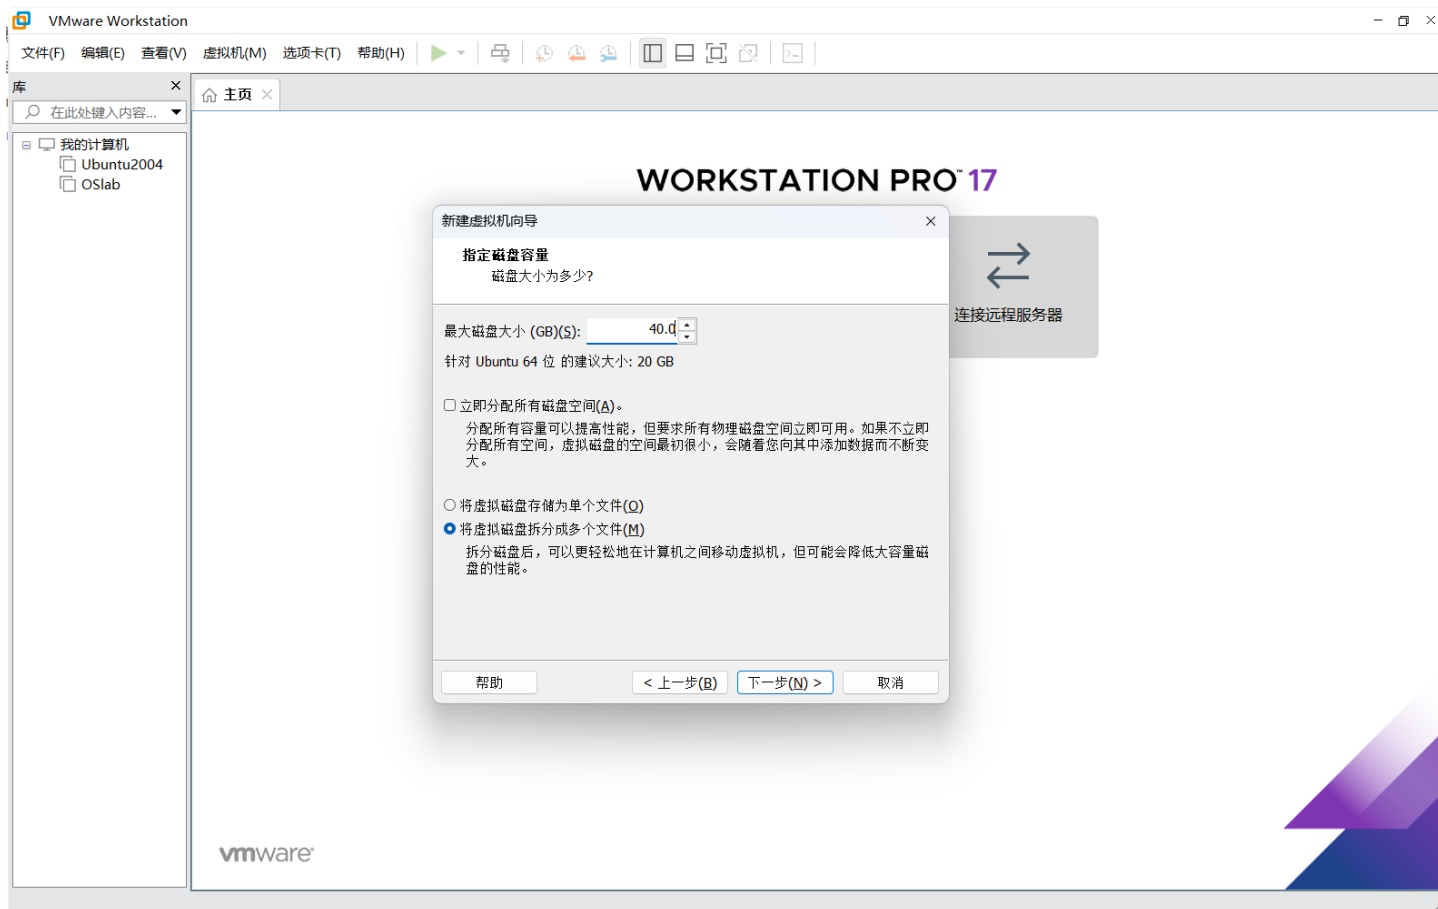 VMware Workstation
文件(F) 编辑(E) 查看(V) 虚拟机(M) 选项卡(T) 帮助(H)
库
主页
在此处键入内容...
我的计算机
Ubuntu2004
OSlab
WORKSTATION PRO™ 17
新建虚拟机向导
指定磁盘容量
磁盘大小为多少?
连接远程服务器
最大磁盘大小 (GB)(S): 40.0
针对 Ubuntu 64 位 的建议大小: 20 GB
立即分配所有磁盘空间(A)。
分配所有容量可以提高性能，但要求所有物理磁盘空间立即可用。如果不立即
分配所有空间，虚拟磁盘的空间最初很小，会随着您向其中添加数据而不断变
大。
将虚拟磁盘存储为单个文件(O)
将虚拟磁盘拆分成多个文件(M)
拆分磁盘后，可以更轻松地在计算机之间移动虚拟机，但可能会降低大容量磁
盘的性能。
帮助 < 上一步(B) 下一步(N) > 取消
vmware